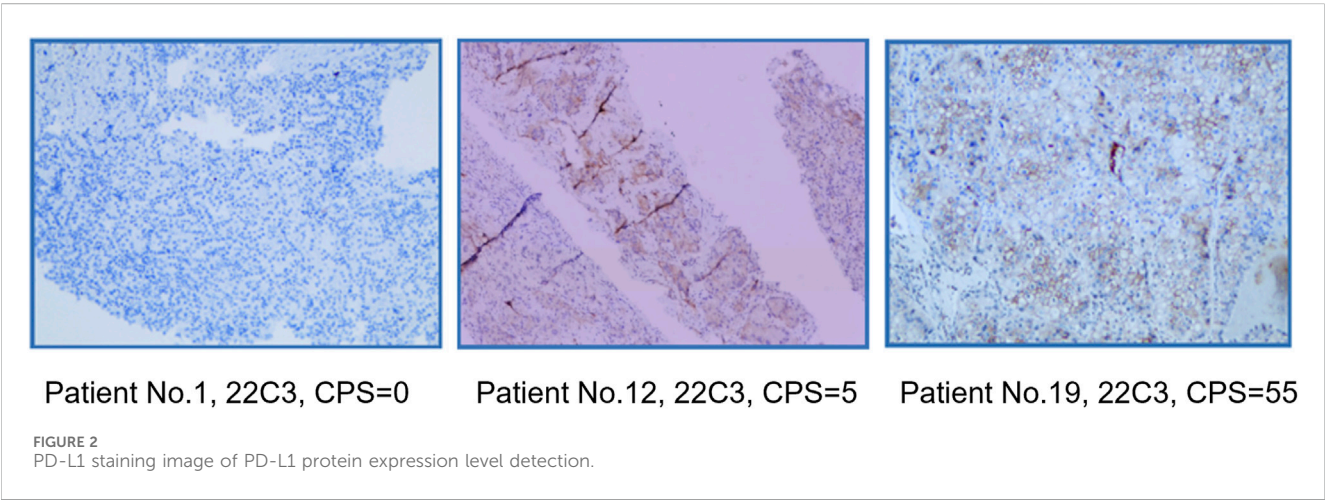 Patient No.1, 22C3, CPS=0
Patient No.12, 22C3, CPS=5
Patient No.19, 22C3, CPS=55
FIGURE 2
PD-L1 staining image of PD-L1 protein expression level detection.